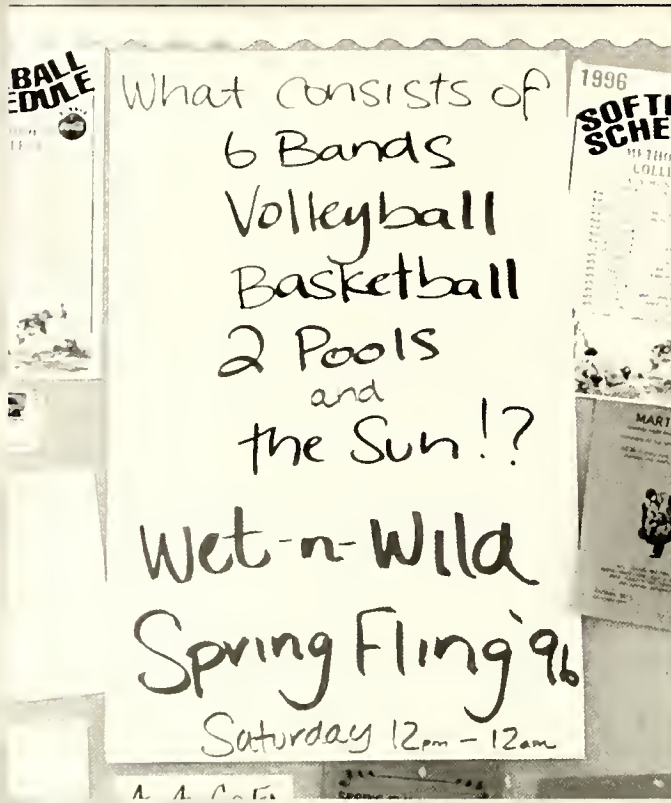 What consists of
6 Bands
Volleyball
Basketball
2 Pools
and
the Sun!?
Wet-n-Wild
Spring Fling '96
Saturday 12pm - 12am
BALL
EDULE
1996
SOFT
SCHE
COLL
MART